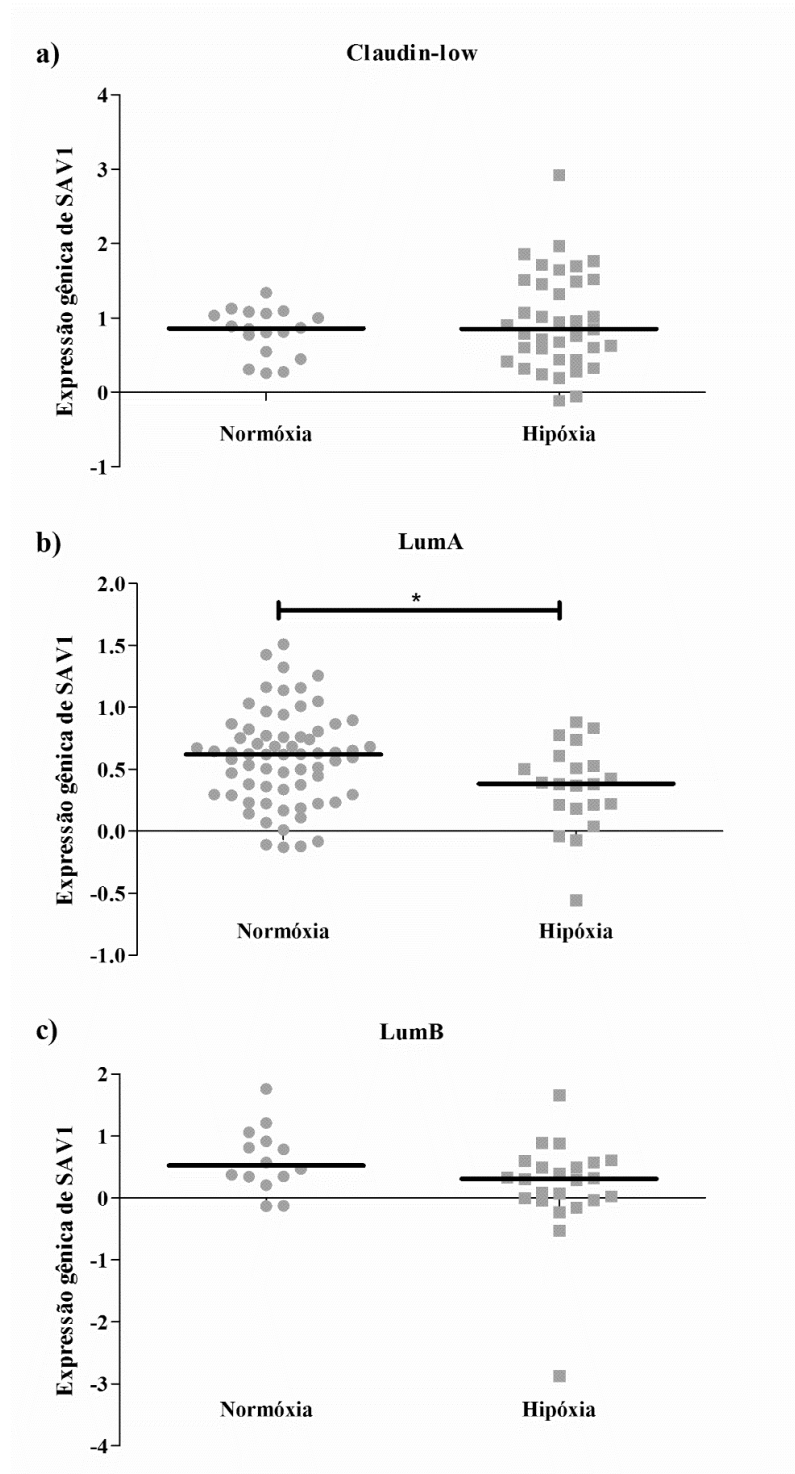 a)
Claudin-low
Expressão gênica de SAV1
4
3
2
1
0
-1
Normóxia
Hipóxia
b)
LumA
Expressão gênica de SAV1
2.0
1.5
1.0
0.5
0.0
-0.5
-1.0
*
Normóxia
Hipóxia
c)
LumB
Expressão gênica de SAV1
2
1
0
-1
-2
-3
-4
Normóxia
Hipóxia